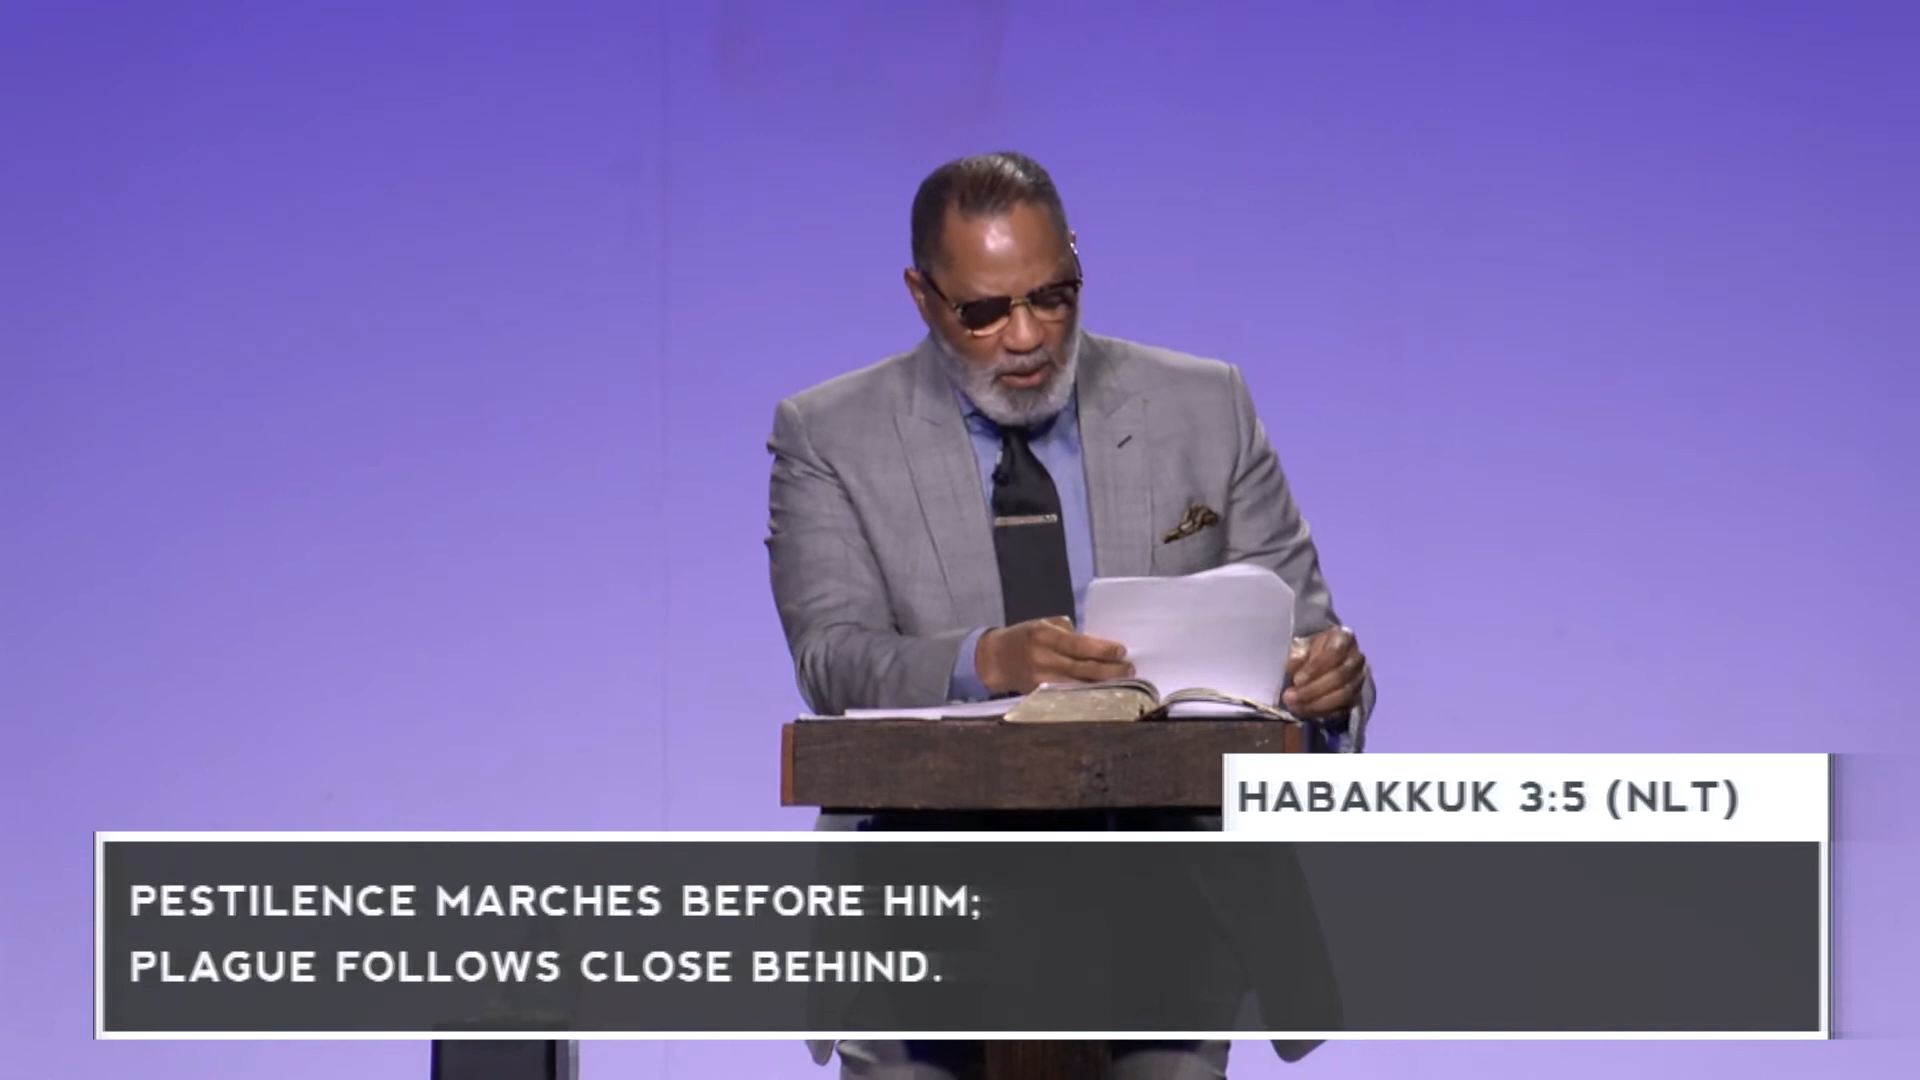 HABAKKUK 3:5 (NLT)
PESTILENCE MARCHES BEFORE HIM;
PLAGUE FOLLOWS CLOSE BEHIND.